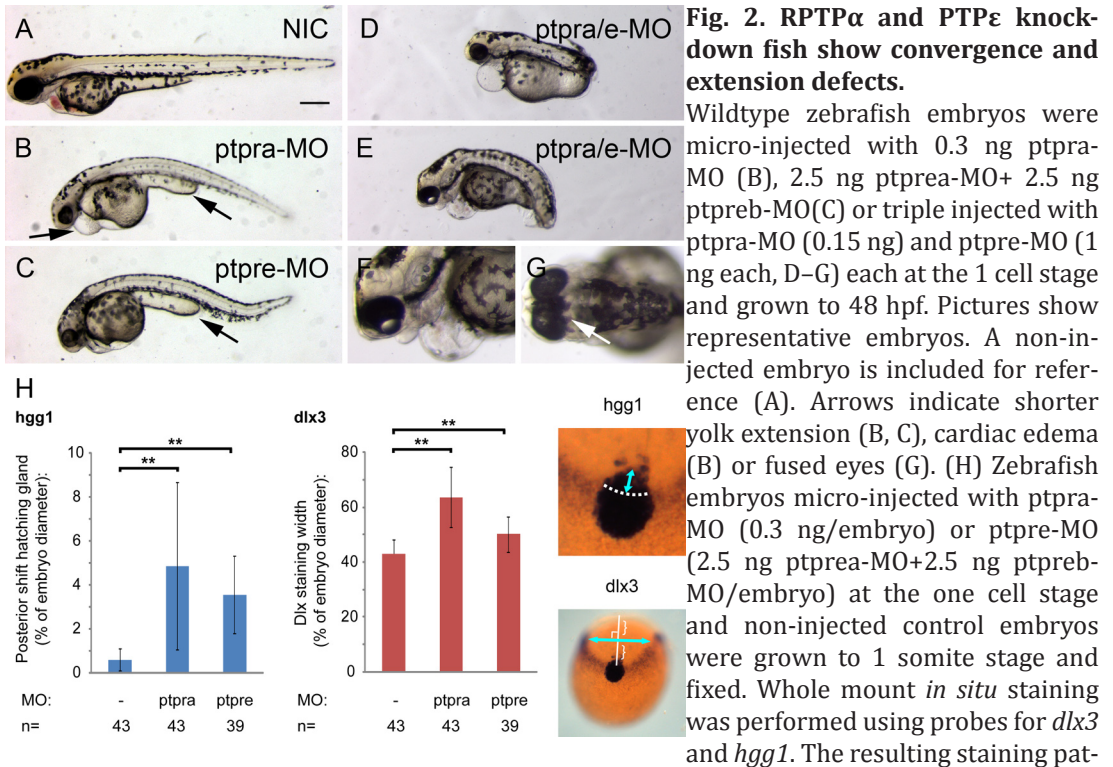 A NIC
D ptpra/e-MO
B ptpra-MO
E ptpra/e-MO
C ptpre-MO
F
G
H
hgg1
Posterior shift hatching gland
(% of embryo diameter):
10
8
6
4
2
0
**
**
MO: - ptpra ptpre
n= 43 43 39
dlx3
Dlx staining width
(% of embryo diameter):
80
60
40
20
0
**
**
MO: - ptpra ptpre
n= 43 43 39
hgg1
dlx3
Fig. 2. RPTPα and PTPε knock-
down fish show convergence and
extension defects.
Wildtype zebrafish embryos were
micro-injected with 0.3 ng ptpra-
MO (B), 2.5 ng ptprea-MO+ 2.5 ng
ptpreb-MO(C) or triple injected with
ptpra-MO (0.15 ng) and ptpre-MO (1
ng each, D–G) each at the 1 cell stage
and grown to 48 hpf. Pictures show
representative embryos. A non-in-
jected embryo is included for refer-
ence (A). Arrows indicate shorter
yolk extension (B, C), cardiac edema
(B) or fused eyes (G). (H) Zebrafish
embryos micro-injected with ptpra-
MO (0.3 ng/embryo) or ptpre-MO
(2.5 ng ptprea-MO+2.5 ng ptpreb-
MO/embryo) at the one cell stage
and non-injected control embryos
were grown to 1 somite stage and
fixed. Whole mount in situ staining
was performed using probes for dlx3
and hgg1. The resulting staining pat-